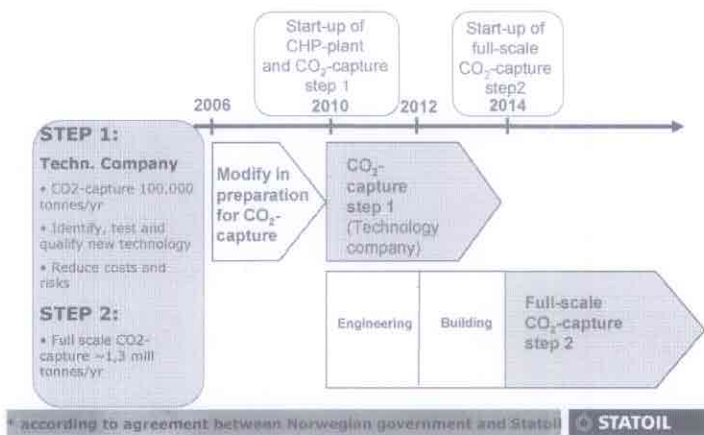 Start-up of
CHP-plant
and CO₂-capture
step 1
Start-up of
full-scale
CO₂-capture
step2
2006
2010
2012
2014
STEP 1:
Techn. Company
• CO2-capture 100.000
tonnes/yr
• Identify, test and
qualify new technology
• Reduce costs and
risks
STEP 2:
• Full scale CO2-
capture ~1,3 mill
tonnes/yr
Modify in
preparation
for CO₂-
capture
CO₂-
capture
step 1
(Technology
company)
Engineering
Building
Full-scale
CO₂-capture
step 2
* according to agreement between Norwegian government and Statoil
STATOIL